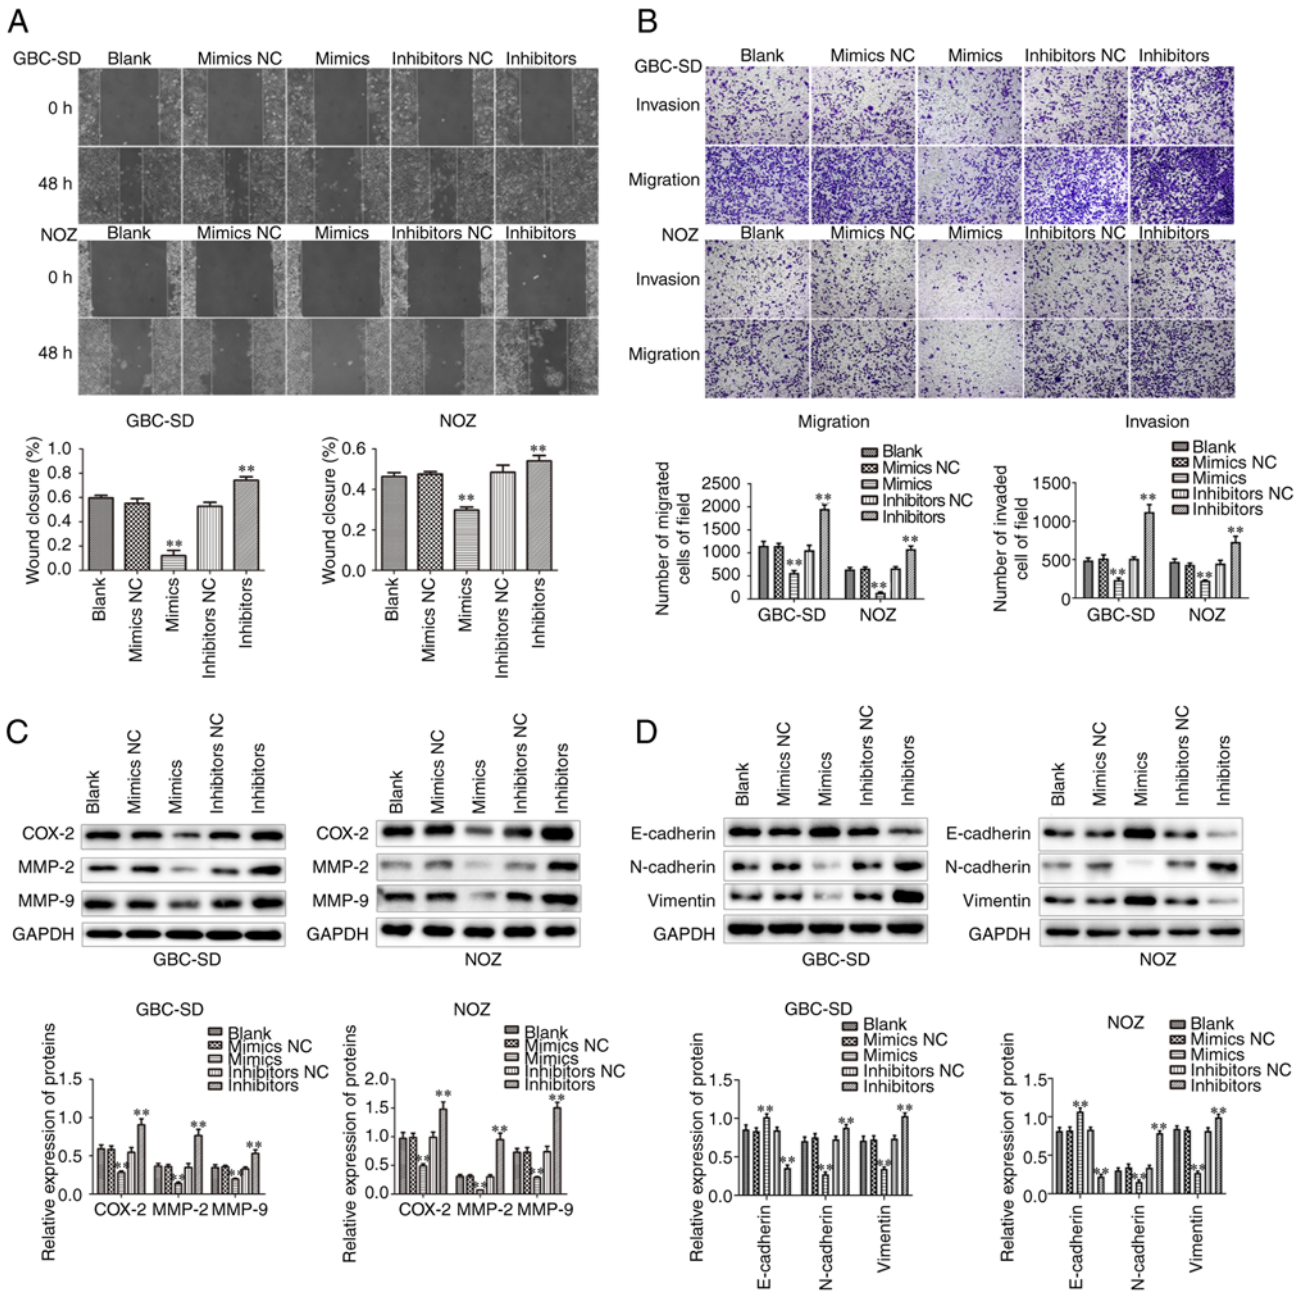 A
GBC-SD Blank Mimics NC Mimics Inhibitors NC Inhibitors
0 h
48 h
NOZ Blank Mimics NC Mimics Inhibitors NC Inhibitors
0 h
48 h
GBC-SD
Wound closure (%)
1.0
0.8
0.6
0.4
0.2
0.0
**
**
Blank
Mimics NC
Mimics
Inhibitors NC
Inhibitors
NOZ
Wound closure (%)
0.6
0.4
0.2
0.0
**
**
Blank
Mimics NC
Mimics
Inhibitors NC
Inhibitors
B
Blank Mimics NC Mimics Inhibitors NC Inhibitors
GBC-SD
Invasion
Migration
NOZ Blank Mimics NC Mimics Inhibitors NC Inhibitors
Invasion
Migration
Migration
Blank
Mimics NC
Mimics
Inhibitors NC
Inhibitors
Number of migrated
cells of field
2500
2000
1500
1000
500
0
**
**
**
**
GBC-SD NOZ
Invasion
Blank
Mimics NC
Mimics
Inhibitors NC
Inhibitors
Number of invaded
cell of field
1500
1000
500
0
**
**
**
**
GBC-SD NOZ
C
Blank
Mimics NC
Mimics
Inhibitors NC
Inhibitors
COX-2
MMP-2
MMP-9
GAPDH
GBC-SD
Blank
Mimics NC
Mimics
Inhibitors NC
Inhibitors
COX-2
MMP-2
MMP-9
GAPDH
NOZ
GBC-SD
Blank
Mimics NC
Mimics
Inhibitors NC
Inhibitors
Relative expression of proteins
1.5
1.0
0.5
0.0
**
**
**
**
**
**
COX-2 MMP-2 MMP-9
NOZ
Blank
Mimics NC
Mimics
Inhibitors NC
Inhibitors
Relative expression of proteins
2.0
1.5
1.0
0.5
0.0
**
**
**
**
**
**
COX-2 MMP-2 MMP-9
D
Blank
Mimics NC
Mimics
Inhibitors NC
Inhibitors
E-cadherin
N-cadherin
Vimentin
GAPDH
GBC-SD
Blank
Mimics NC
Mimics
Inhibitors NC
Inhibitors
E-cadherin
N-cadherin
Vimentin
GAPDH
NOZ
GBC-SD
Blank
Mimics NC
Mimics
Inhibitors NC
Inhibitors
Relative expression of protein
1.5
1.0
0.5
0.0
**
**
**
**
**
**
E-cadherin
N-cadherin
Vimentin
NOZ
Blank
Mimics NC
Mimics
Inhibitors NC
Inhibitors
Relative expression of protein
1.5
1.0
0.5
0.0
**
**
**
**
**
**
E-cadherin
N-cadherin
Vimentin